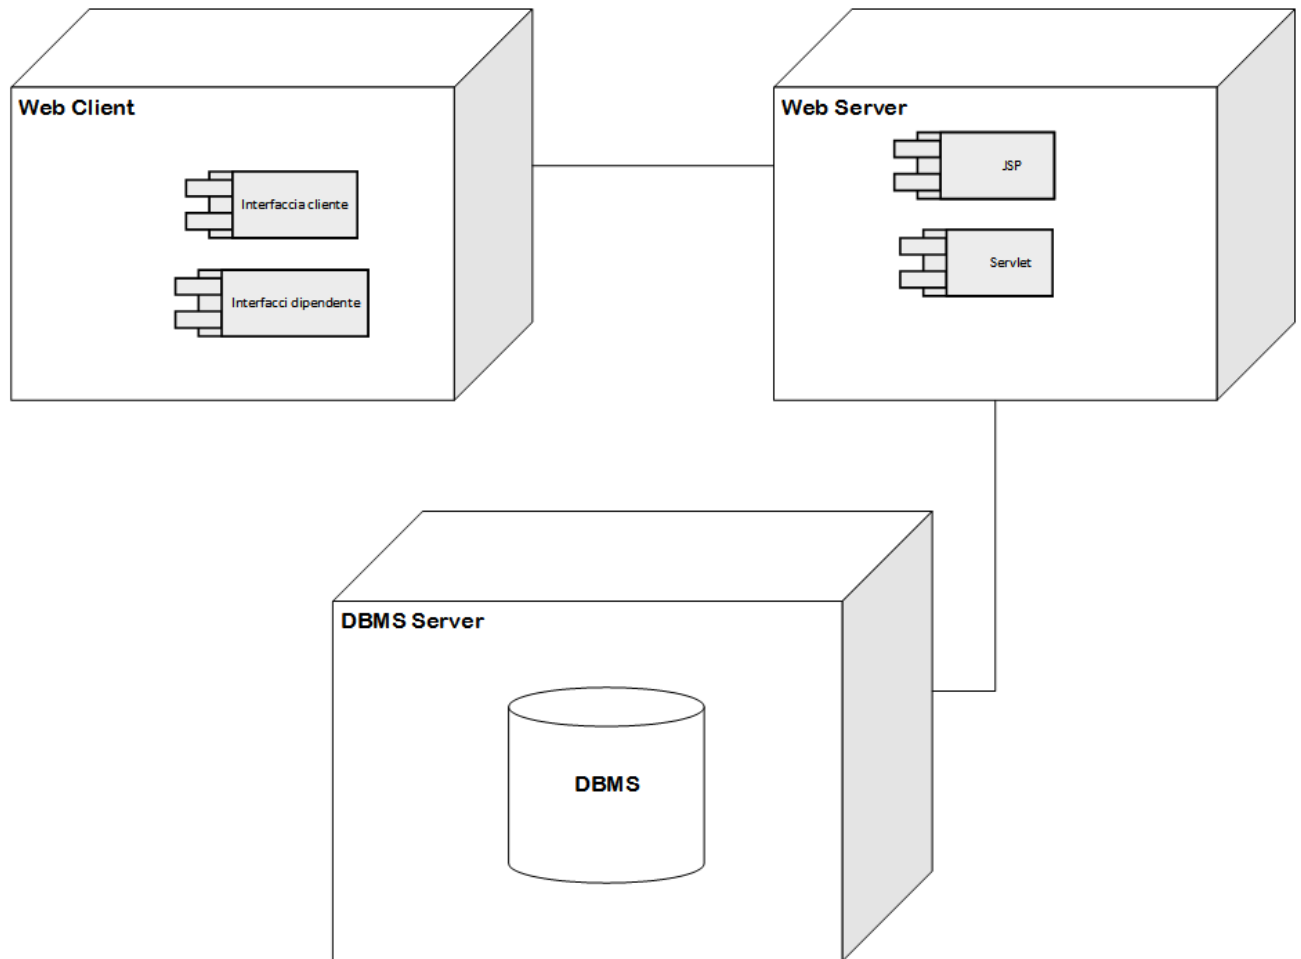 Web Client
Interfaccia cliente
Interfacci dipendente
Web Server
JSP
Servlet
DBMS Server
DBMS